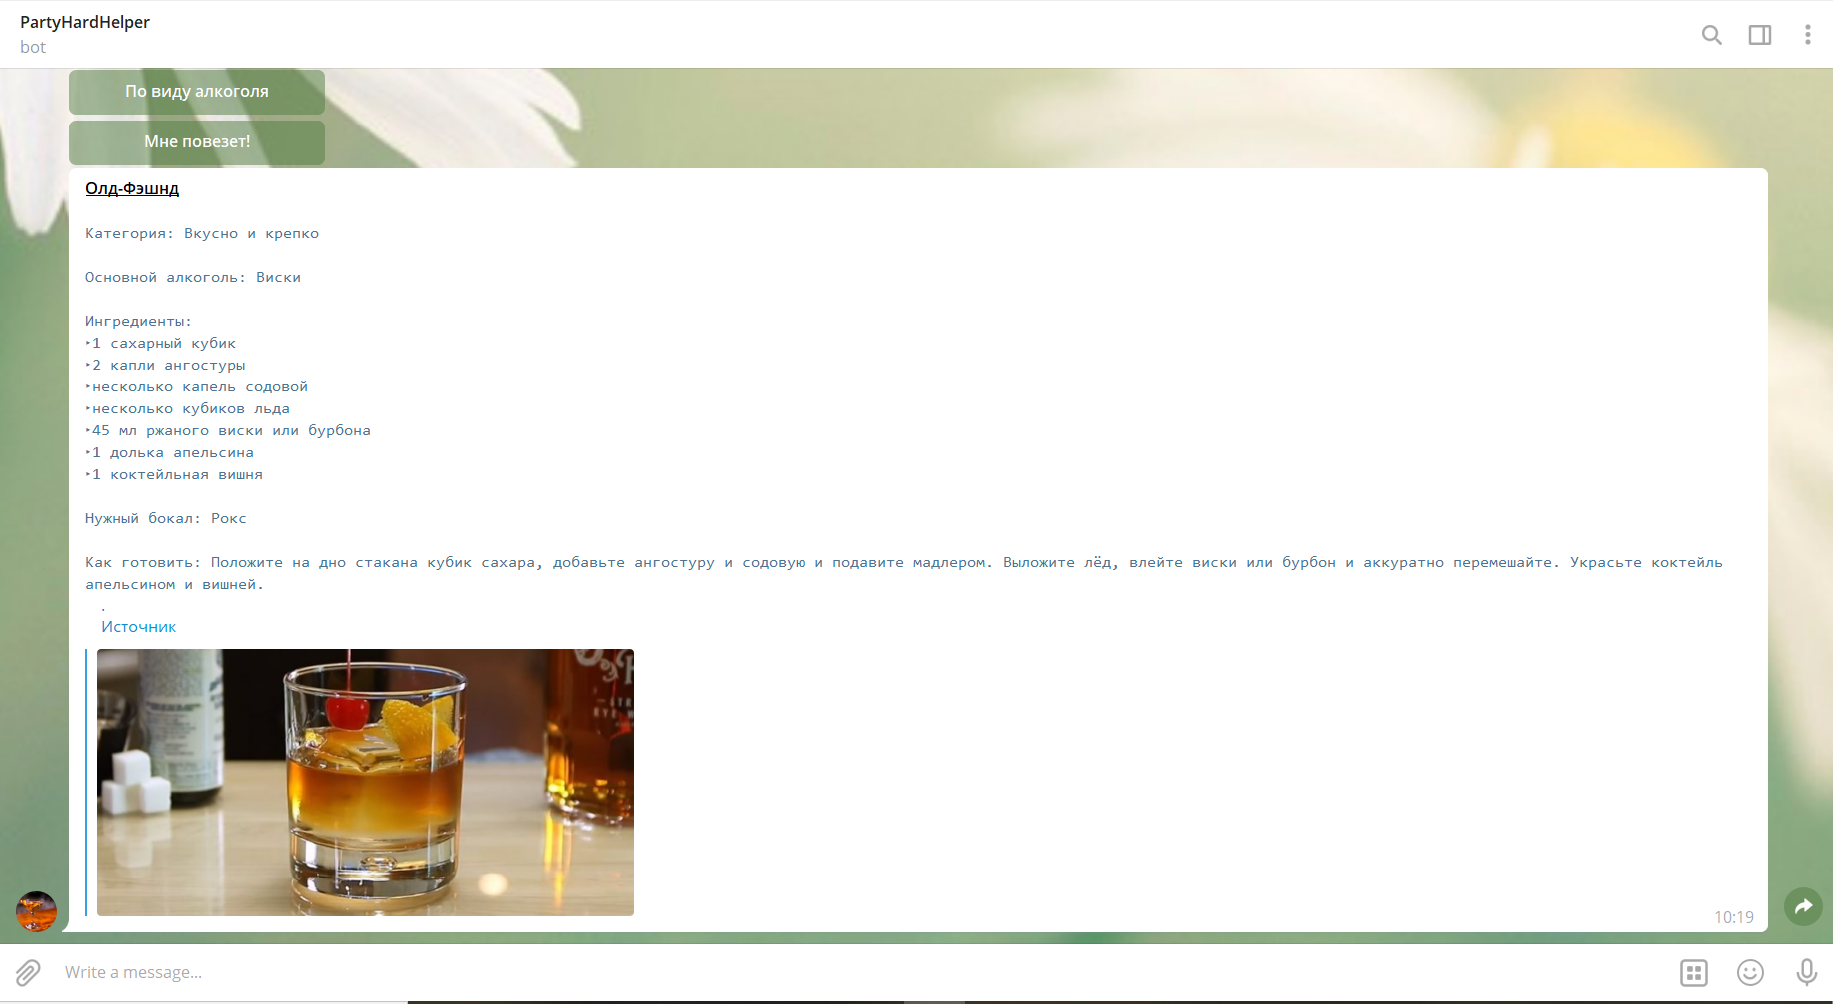 PartyHardHelper
bot
По виду алкоголя
Мне повезет!
Олд-Фэшнд
Категория: Вкусно и крепко
Основной алкоголь: Виски
Ингредиенты:
‣1 сахарный кубик
‣2 капли ангостуры
‣несколько капель содовой
‣несколько кубиков льда
‣45 мл ржаного виски или бурбона
‣1 долька апельсина
‣1 коктейльная вишня
Нужный бокал: Рокс
Как готовить: Положите на дно стакана кубик сахара, добавьте ангостуру и содовую и подавите мадлером. Выложите лёд, влейте виски или бурбон и аккуратно перемешайте. Украсьте коктейль
апельсином и вишней.
.
Источник
10:19
Write a message...